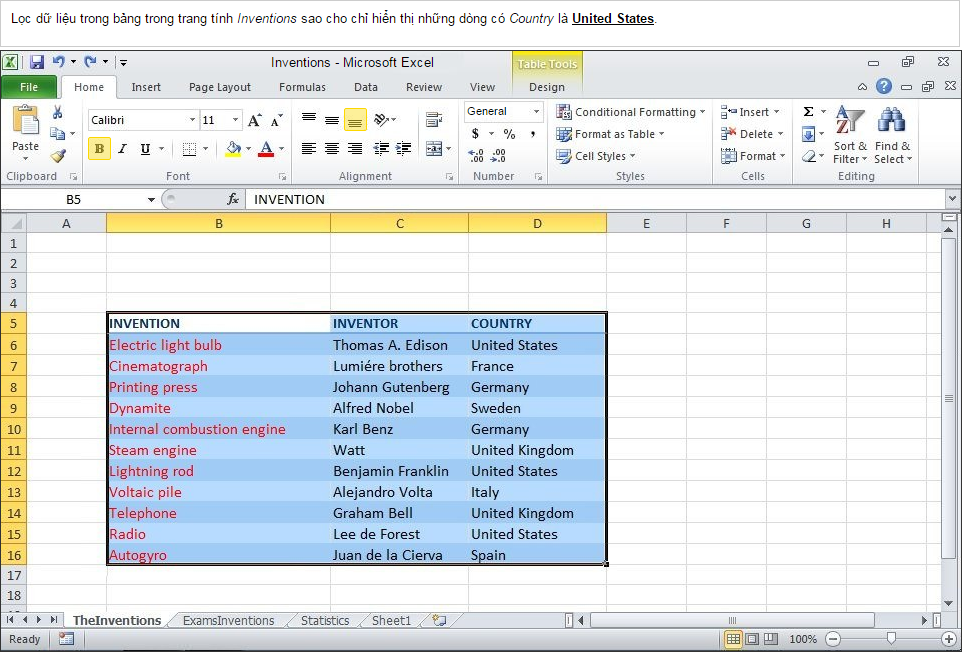 Lọc dữ liệu trong bảng trong trang tính Inventions sao cho chỉ hiển thị những dòng có Country là United States.
Inventions - Microsoft Excel
Table Tools
File Home Insert Page Layout Formulas Data Review View Design
Paste
Calibri 11
B I U A A A
General
$ % ,
Conditional Formatting
Format as Table
Cell Styles
Insert
Delete
Format
Σ
Sort & Filter
Find & Select
Clipboard Font Alignment Number Styles Cells Editing
B5 fx INVENTION
A B C D E F G H
1
2
3
4
5 INVENTION INVENTOR COUNTRY
6 Electric light bulb Thomas A. Edison United States
7 Cinematograph Lumiére brothers France
8 Printing press Johann Gutenberg Germany
9 Dynamite Alfred Nobel Sweden
10 Internal combustion engine Karl Benz Germany
11 Steam engine Watt United Kingdom
12 Lightning rod Benjamin Franklin United States
13 Voltaic pile Alejandro Volta Italy
14 Telephone Graham Bell United Kingdom
15 Radio Lee de Forest United States
16 Autogyro Juan de la Cierva Spain
17
18
TheInventions ExamsInventions Statistics Sheet1
Ready 100%